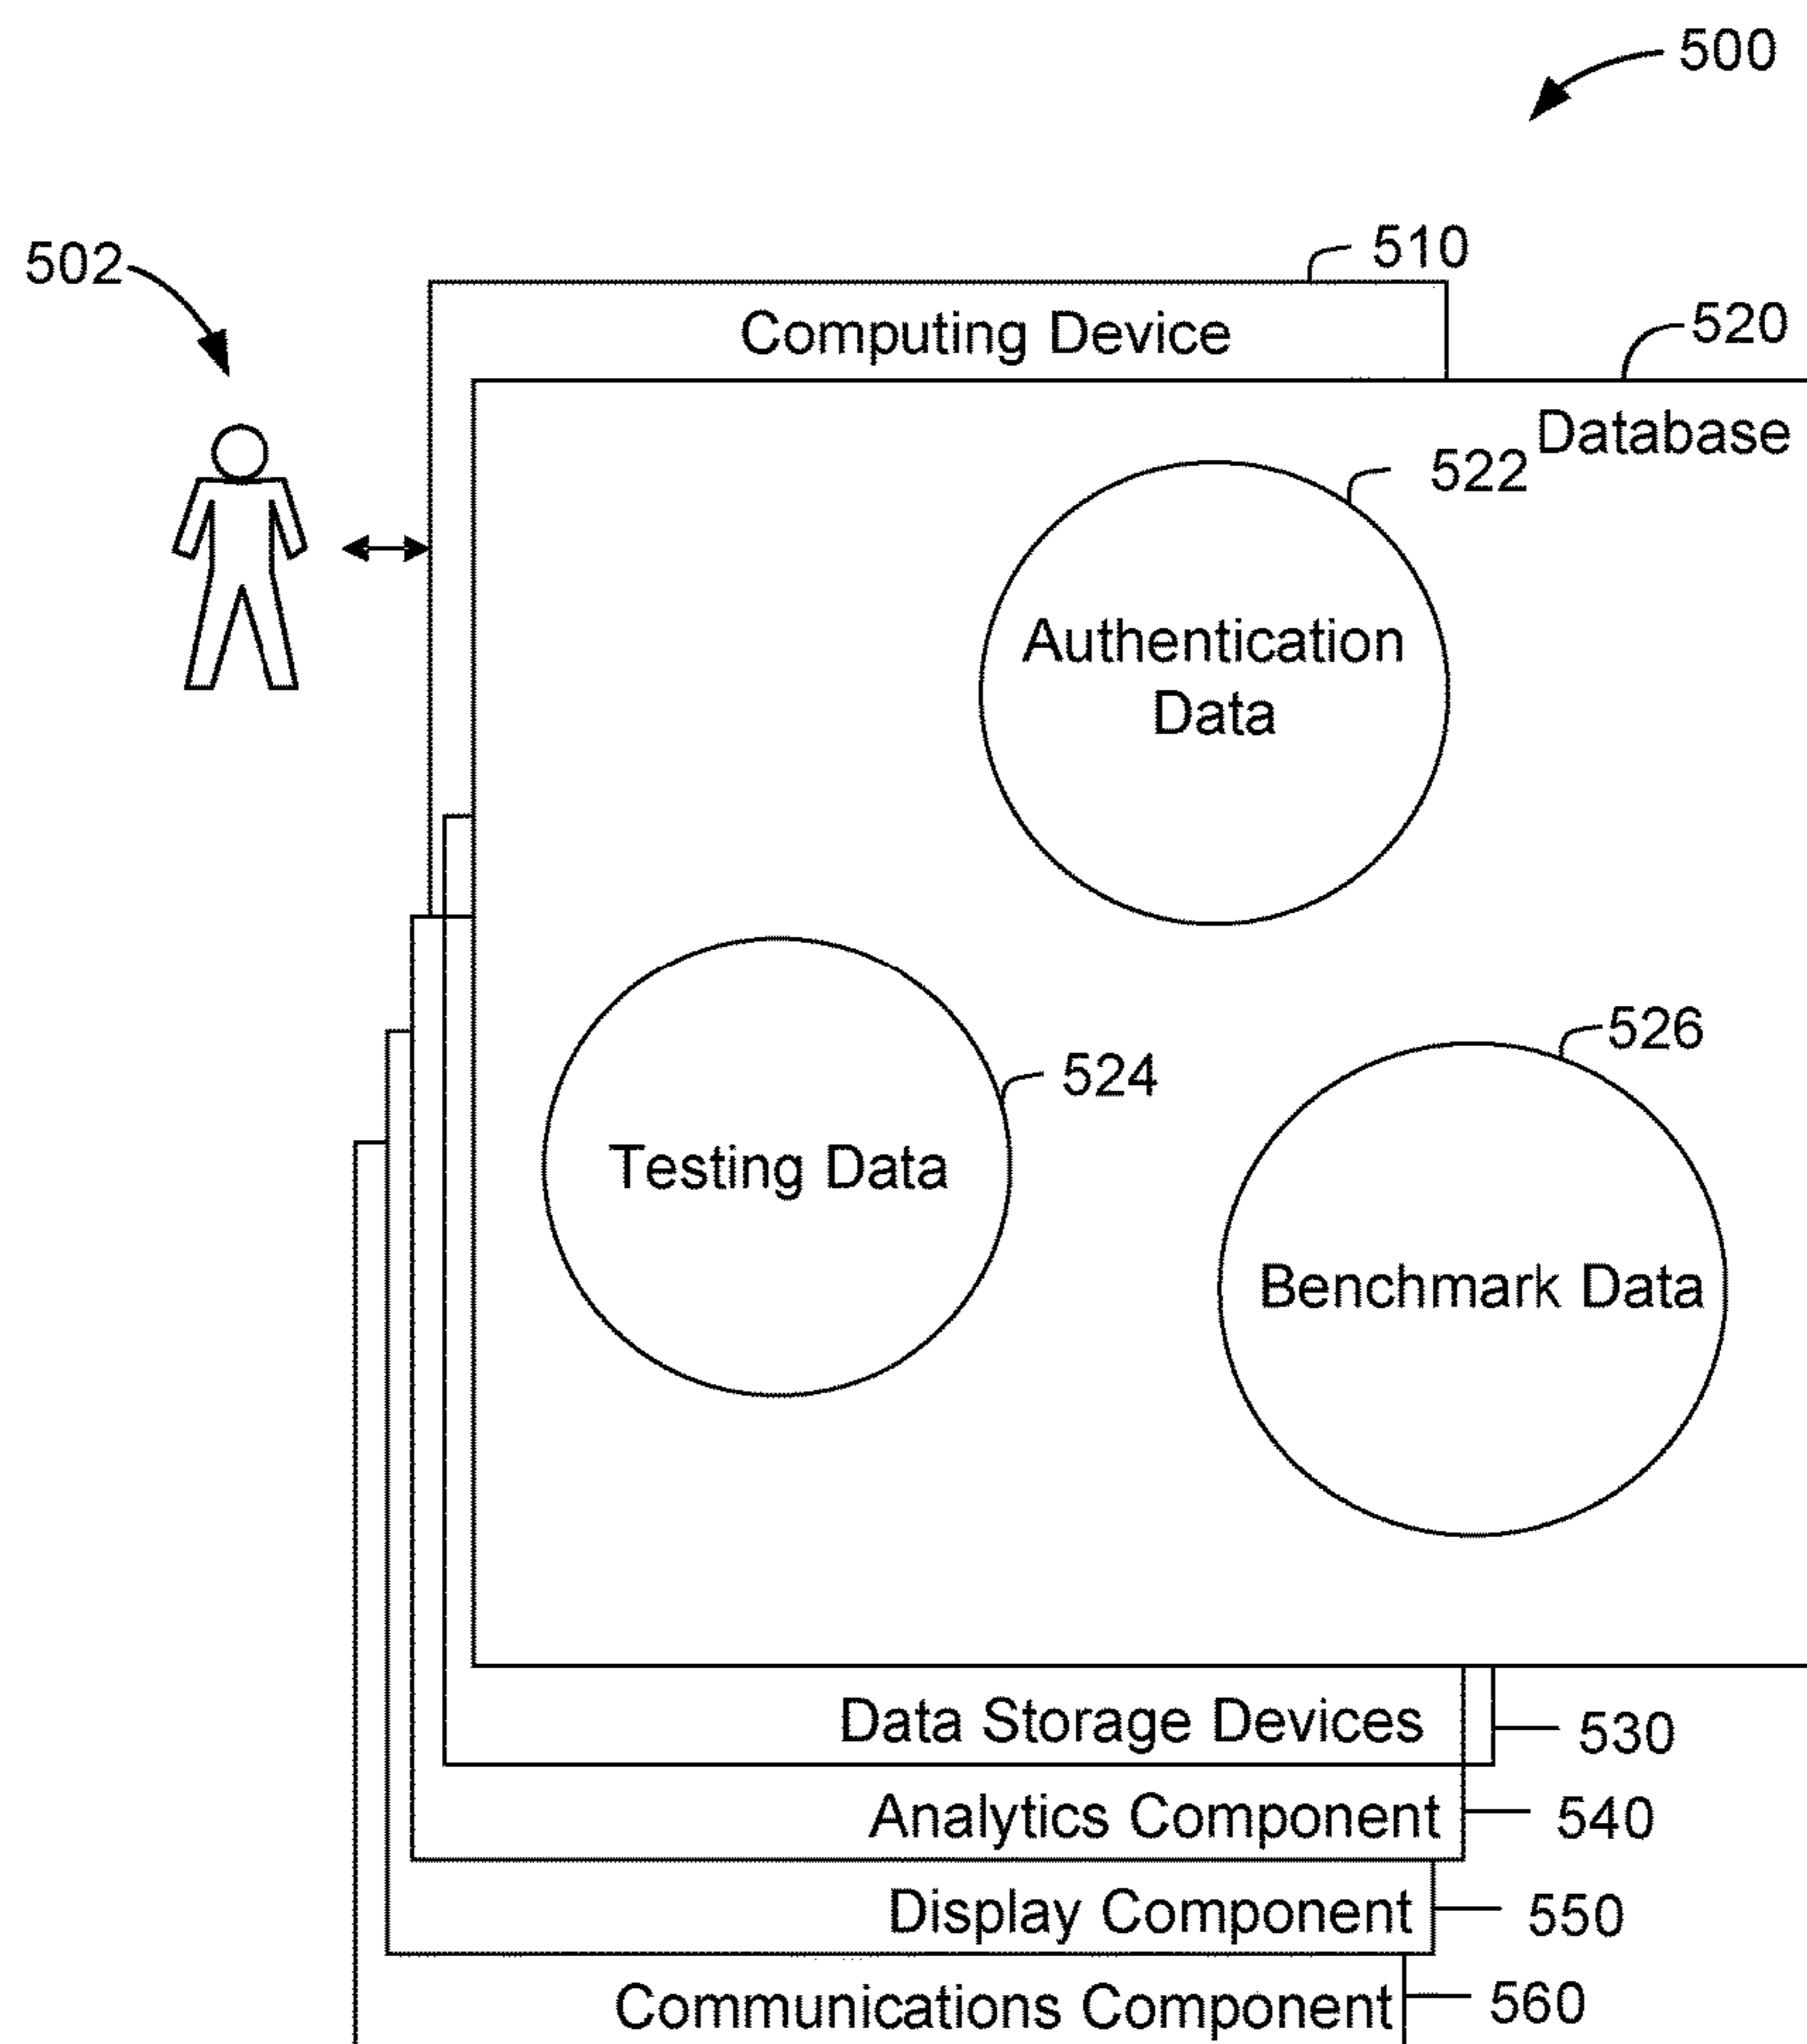 500
502
510
Computing Device
520
Database
522
Authentication
Data
526
524
Testing Data
Benchmark Data
Data Storage Devices
530
Analytics Component
540
Display Component
550
Communications Component
560